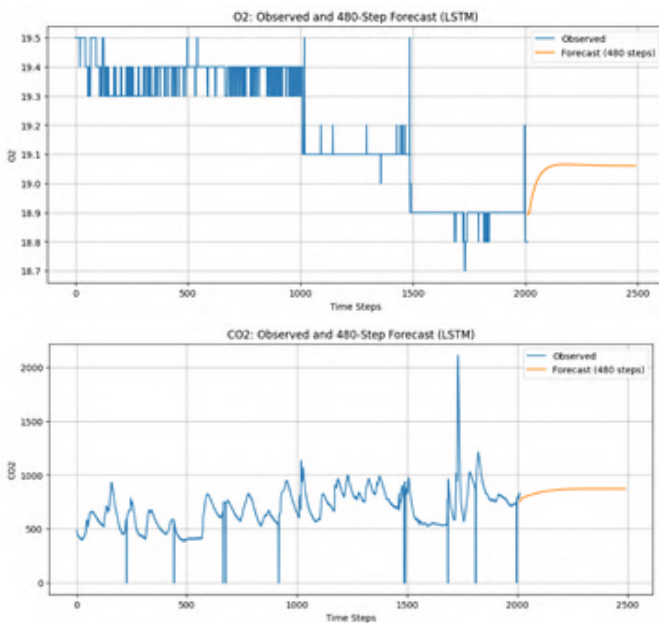 O2: Observed and 480-Step Forecast (LSTM)
19.5
19.4
19.3
19.2
19.1
19.0
18.9
18.8
18.7
O2
Observed
Forecast (480 steps)
0 500 1000 1500 2000 2500
Time Steps
CO2: Observed and 480-Step Forecast (LSTM)
2000
1500
1000
500
0
CO2
Observed
Forecast (480 steps)
0 500 1000 1500 2000 2500
Time Steps